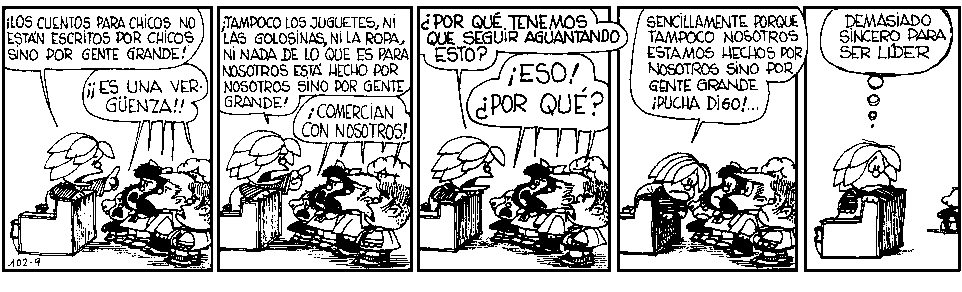 ¡LOS CUENTOS PARA CHICOS NO
ESTÁN ESCRITOS POR CHICOS
SINO POR GENTE GRANDE!
¡¡ES UNA VER-
GÜENZA!!
102-9
¡TAMPOCO LOS JUGUETES, NI
LAS GOLOSINAS, NI LA ROPA,
NI NADA DE LO QUE ES PARA
NOSOTROS ESTÁ HECHO POR
NOSOTROS SINO POR GENTE
GRANDE!
¡COMERCIAN
CON NOSOTROS!
¿POR QUÉ TENEMOS
QUE SEGUIR AGUANTANDO
ESTO?
¡ESO!
¿POR QUÉ?
SENCILLAMENTE PORQUE
TAMPOCO NOSOTROS
ESTAMOS HECHOS POR
NOSOTROS SINO POR
GENTE GRANDE
¡PUCHA DIGO!...
DEMASIADO
SINCERO PARA
SER LÍDER